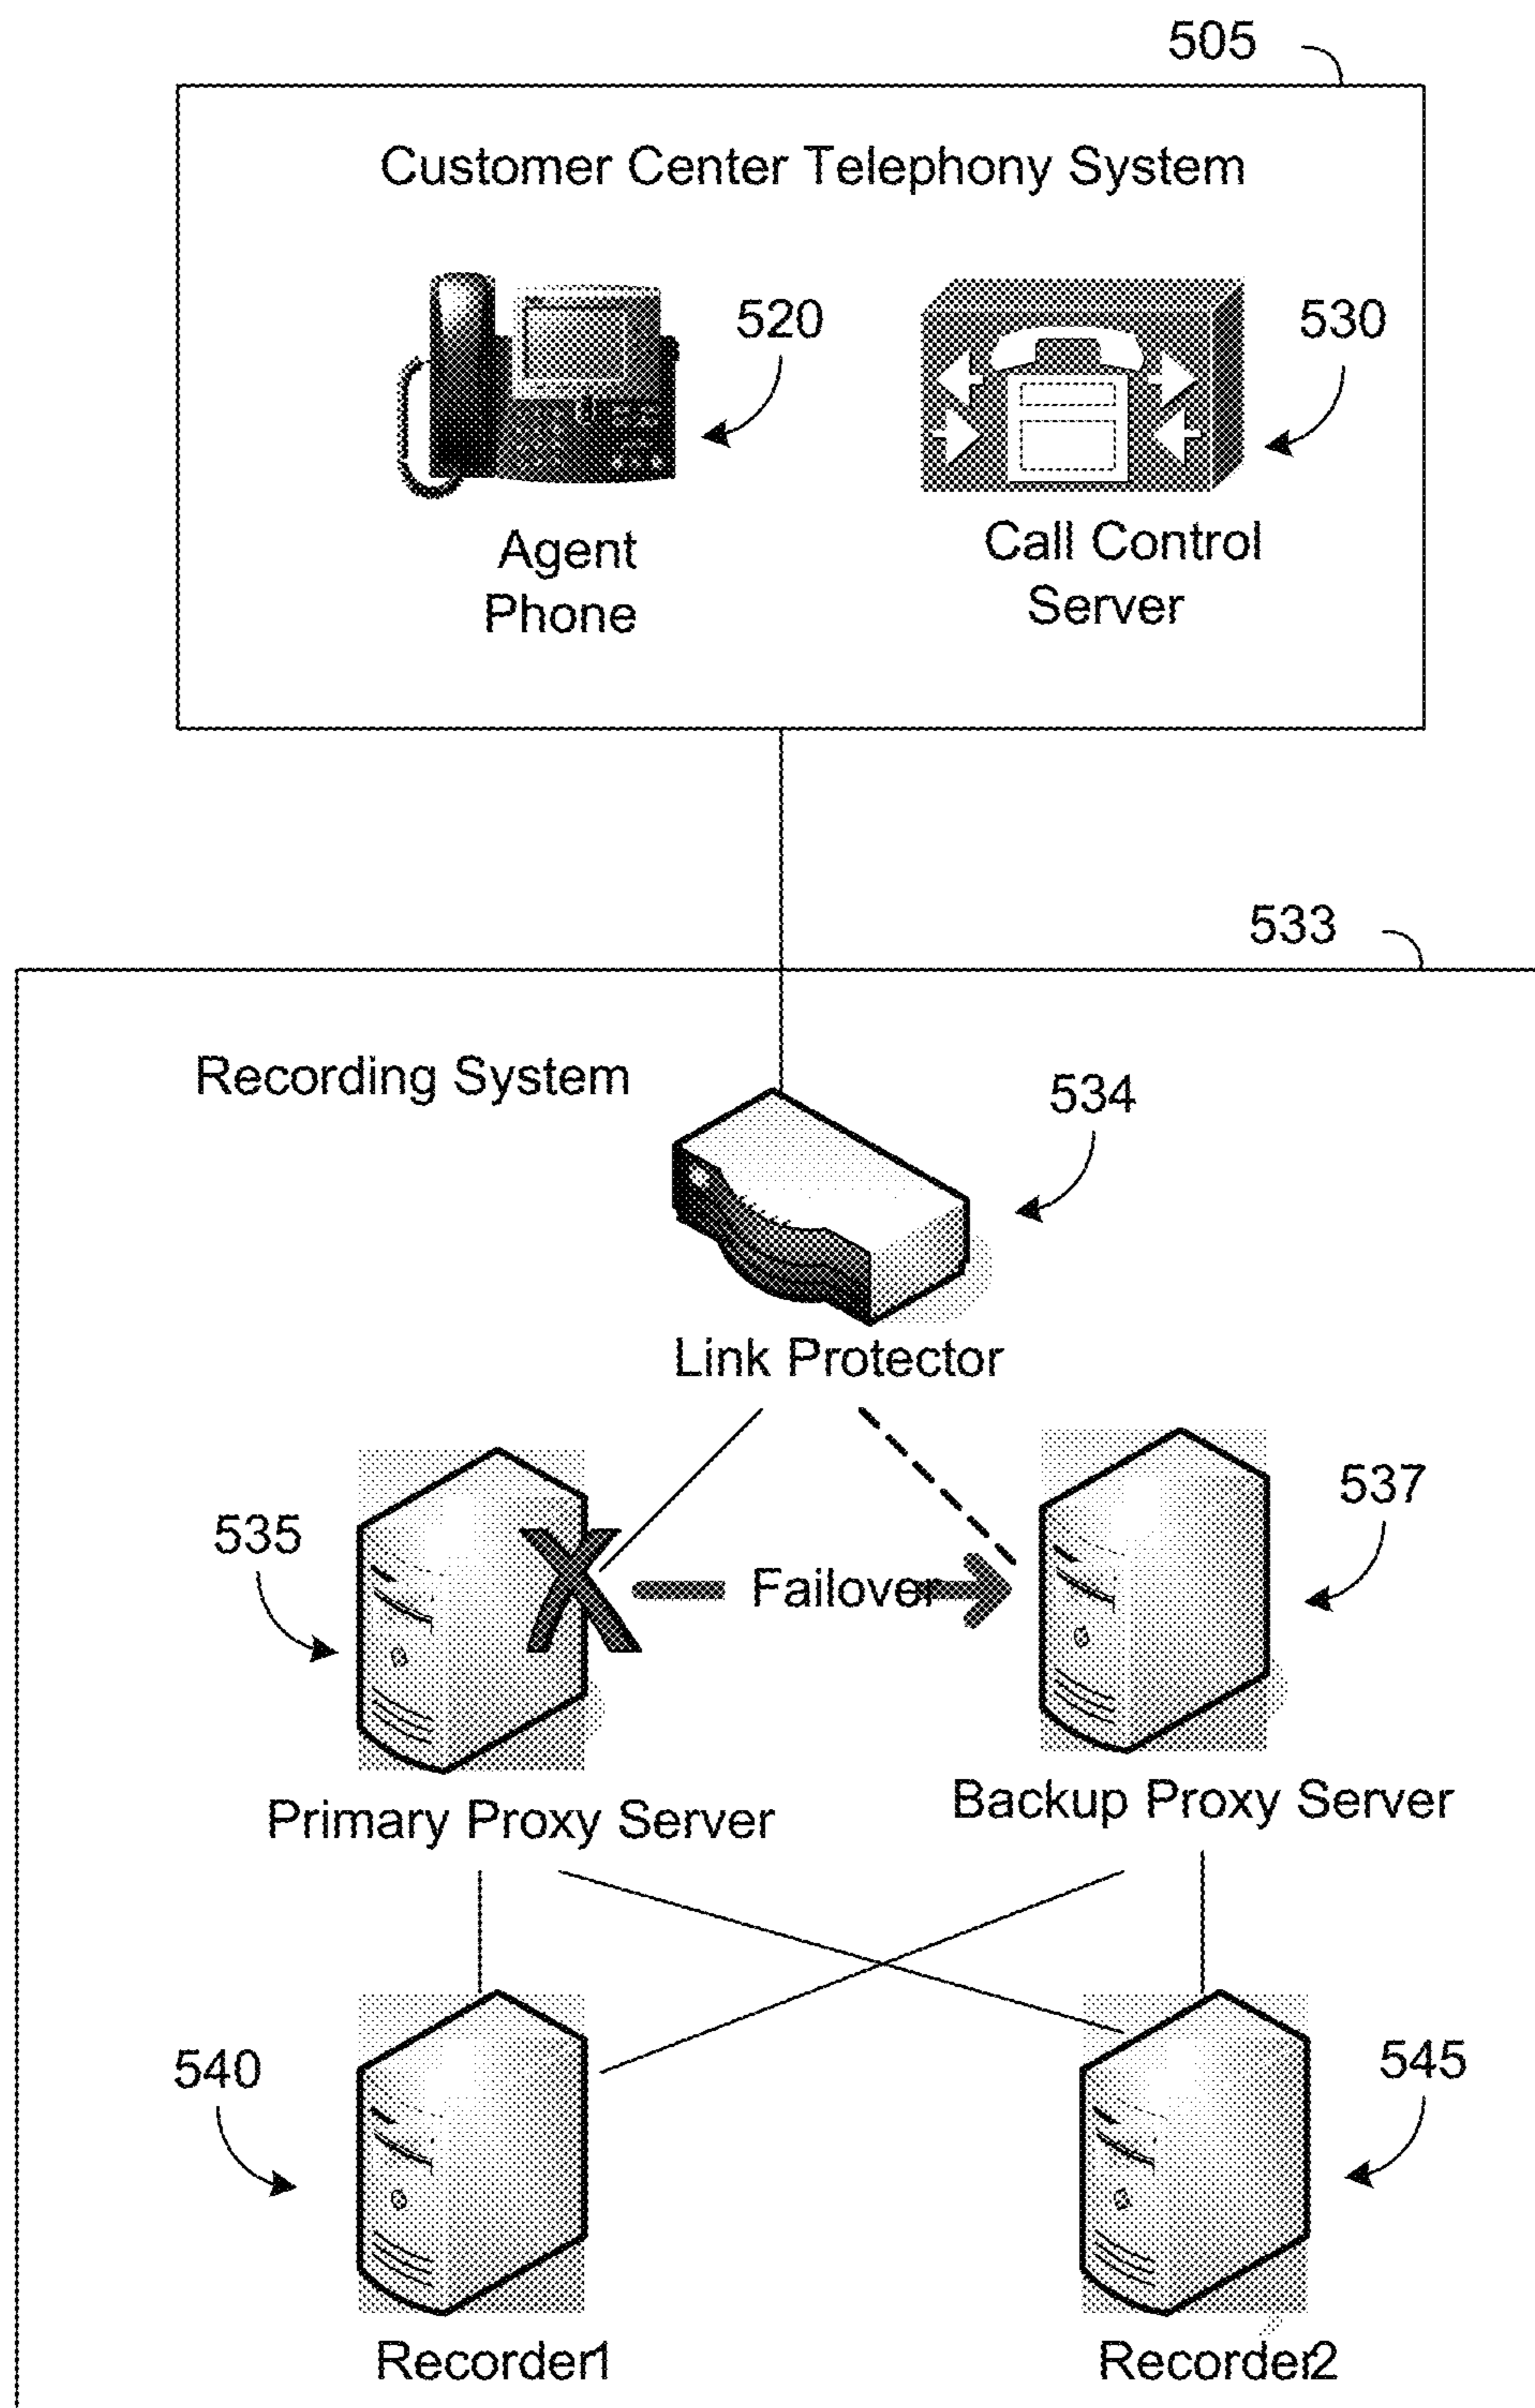 505
Customer Center Telephony System
520
530
Agent
Phone
Call Control
Server
533
Recording System
534
Link Protector
535
537
Failover
Primary Proxy Server
Backup Proxy Server
540
545
Recorder1
Recorder2